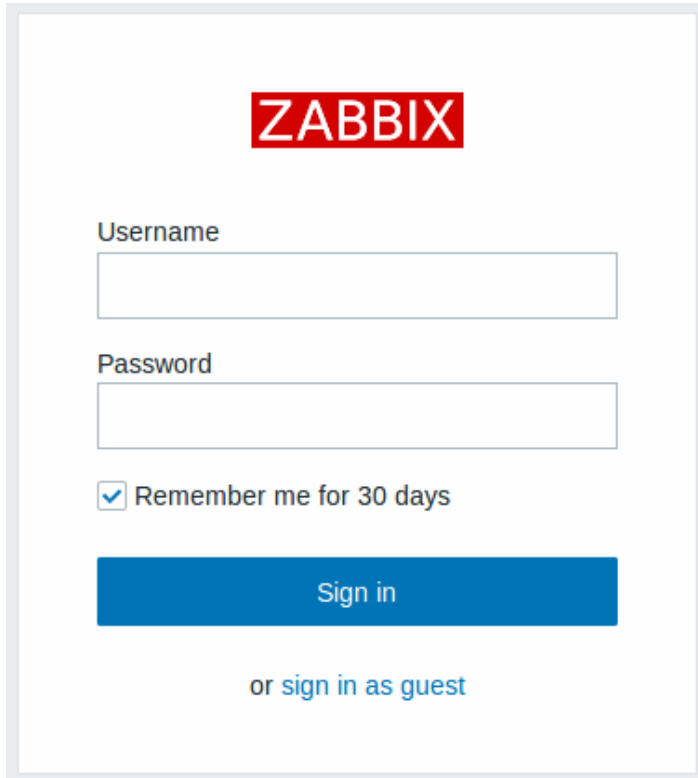 ZABBIX
Username
Password
Remember me for 30 days
Sign in
or sign in as guest